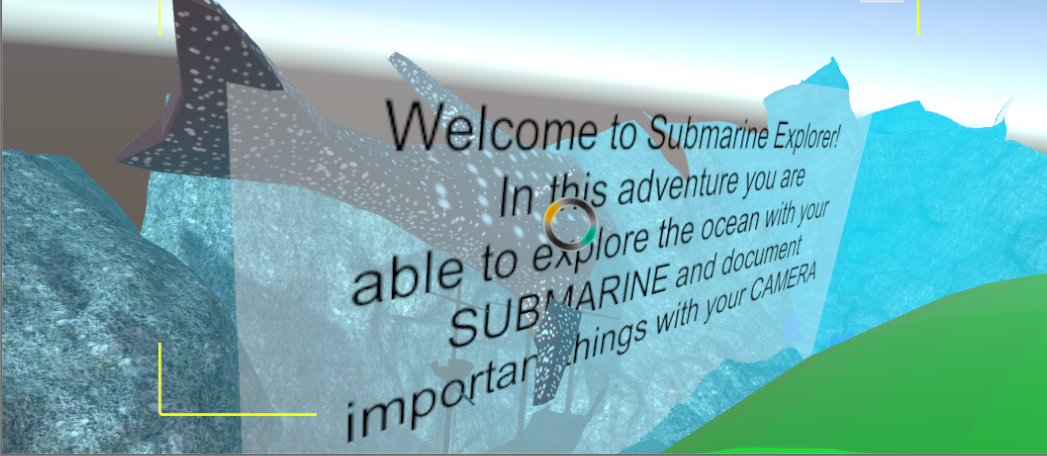 Welcome to Submarine Explorer!
In this adventure you are
able to explore the ocean with your
SUBMARINE and document
important things with your CAMERA